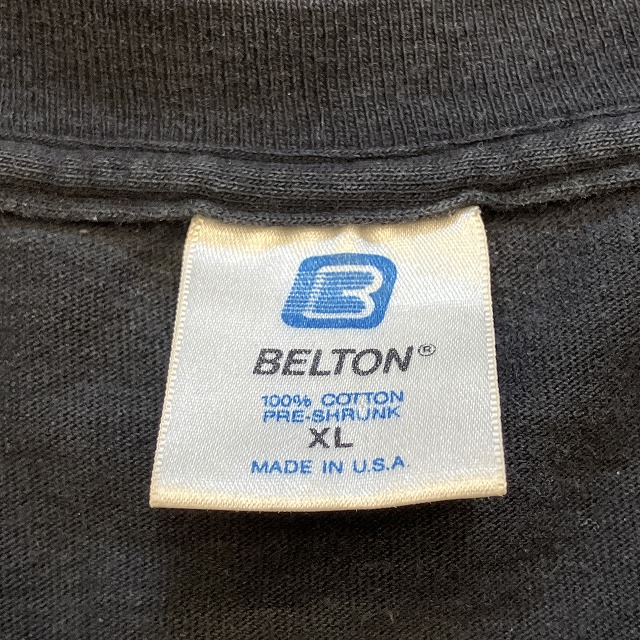 B
BELTON®
100% COTTON
PRE-SHRUNK
XL
MADE IN U.S.A.